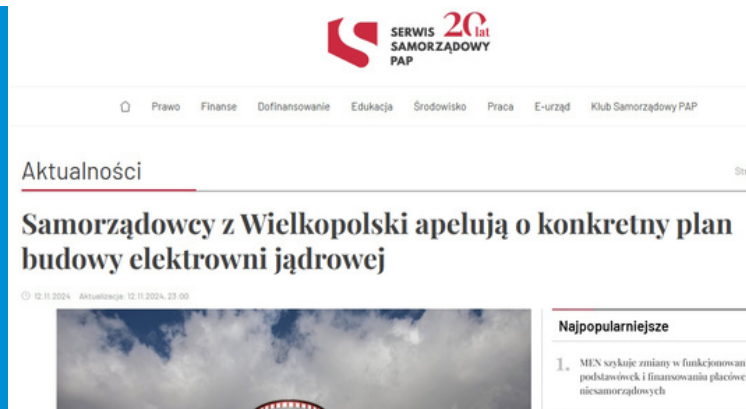 SERWIS 20 lat
SAMORZĄDOWY
PAP
Prawo Finanse Dofinansowanie Edukacja Środowisko Praca E-urząd Klub Samorządowy PAP
Aktualności
Samorządowcy z Wielkopolski apelują o konkretny plan
budowy elektrowni jądrowej
12.11.2024 Aktualizacja: 12.11.2024, 23:00
Najpopularniejsze
1. MEN szykuje zmiany w funkcjonowan
podstawówek i finansowaniu placówe
niesamorządowych